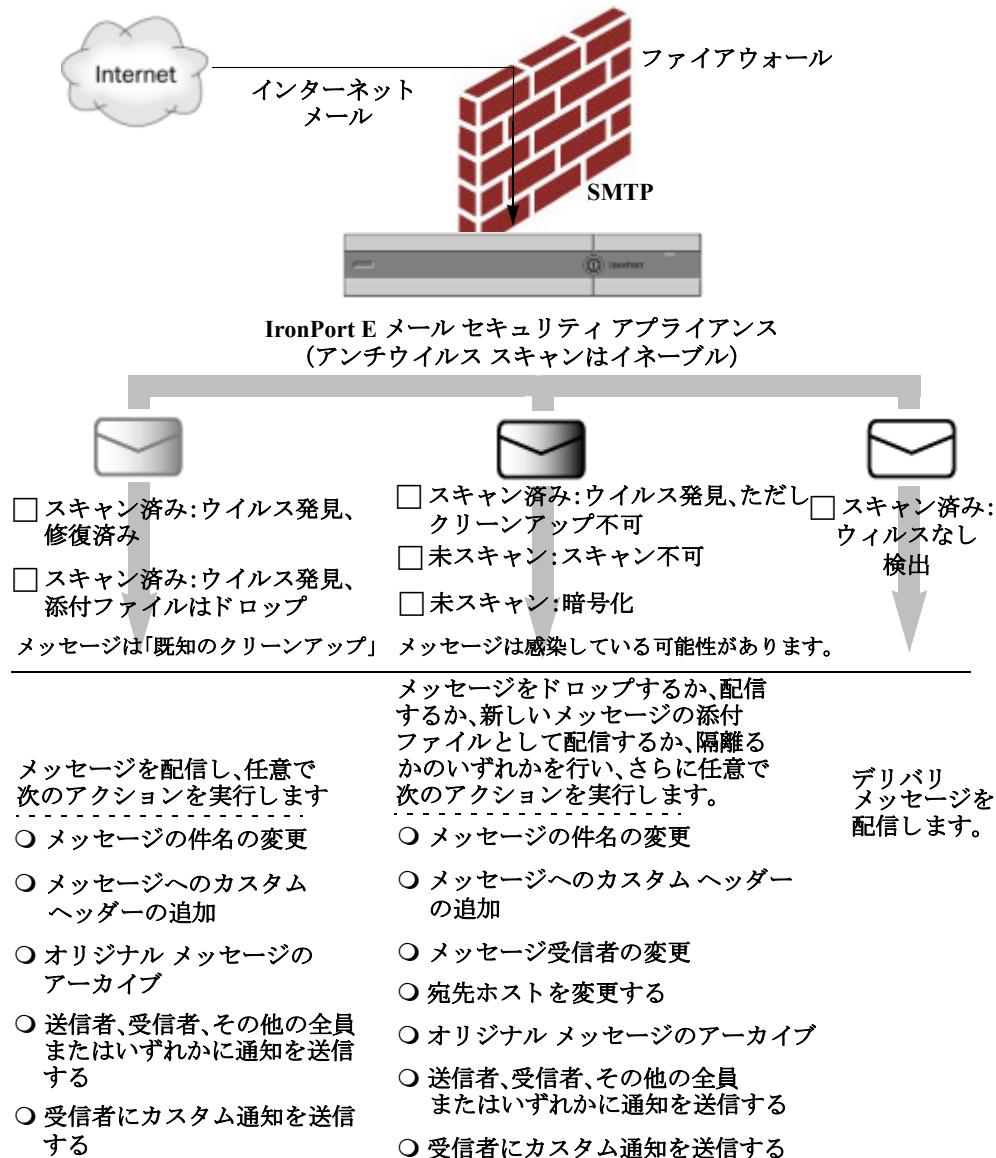 Internet
インターネット
メール
ファイアウォール
SMTP
IRONPORT
IronPort E メール セキュリティ アプライアンス
（アンチウイルス スキャンはイネーブル）
スキャン済み：ウイルス発見、
修復済み
スキャン済み：ウイルス発見、
添付ファイルはドロップ
メッセージは「既知のクリーンアップ」
スキャン済み：ウイルス発見、ただし
クリーンアップ不可
未スキャン：スキャン不可
未スキャン：暗号化
メッセージは感染している可能性があります。
スキャン済み：
ウィルスなし
検出
メッセージを配信し、任意で
次のアクションを実行します
メッセージの件名の変更
メッセージへのカスタム
ヘッダーの追加
オリジナル メッセージの
アーカイブ
送信者、受信者、その他の全員
またはいずれかに通知を送信
する
受信者にカスタム通知を送信
する
メッセージをドロップするか、配信
するか、新しいメッセージの添付
ファイルとして配信するか、隔離る
かのいずれかを行い、さらに任意で
次のアクションを実行します。
メッセージの件名の変更
メッセージへのカスタム ヘッダー
の追加
メッセージ受信者の変更
宛先ホストを変更する
オリジナル メッセージのアーカイブ
送信者、受信者、その他の全員
またはいずれかに通知を送信する
受信者にカスタム通知を送信する
デリバリ
メッセージを
配信します。